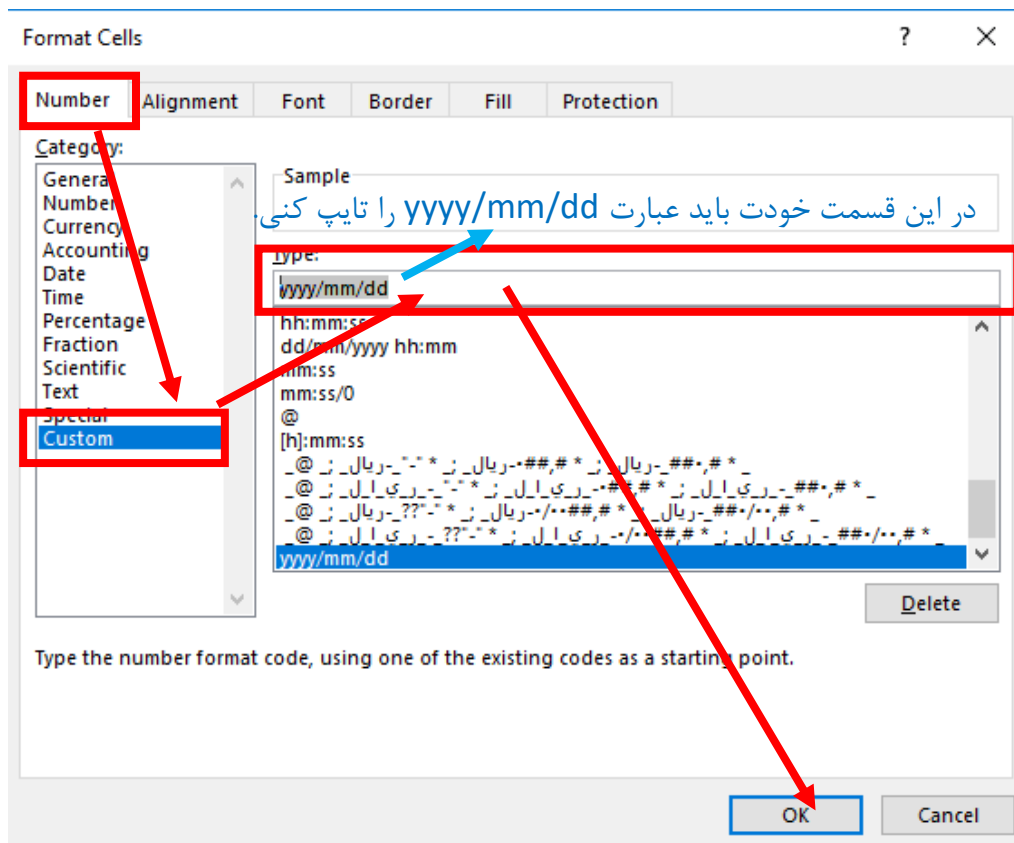 Format Cells ? ×
Number Alignment Font Border Fill Protection
Category:
General
Number
Currency
Accounting
Date
Time
Percentage
Fraction
Scientific
Text
Special
Custom
Sample
در این قسمت خودت باید عبارت yyyy/mm/dd را تایپ کنی.
Type:
yyyy/mm/dd
hh:mm:ss
dd/mm/yyyy hh:mm
mm:ss
mm:ss/0
@
[h]:mm:ss
yyyy/mm/dd
Delete
Type the number format code, using one of the existing codes as a starting point.
OK Cancel